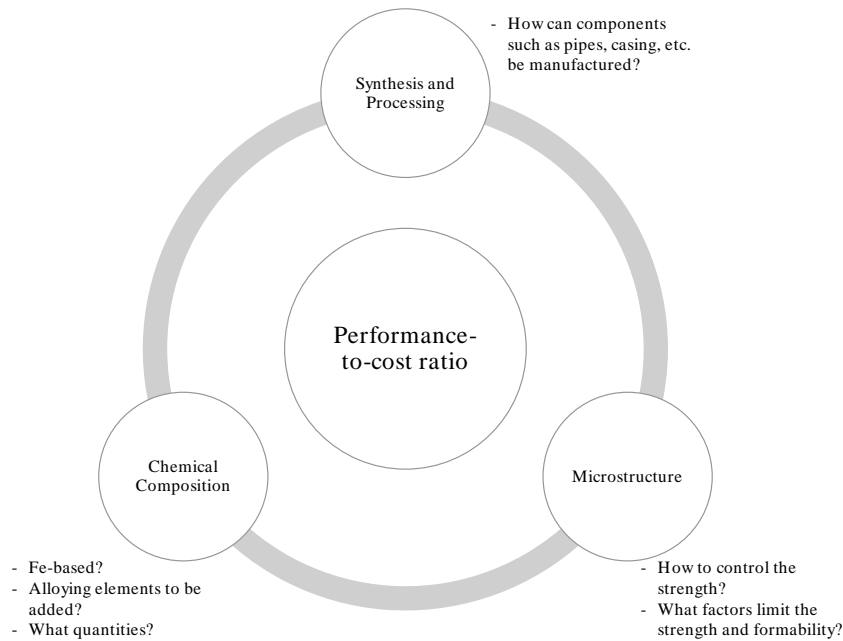 - How can components
such as pipes, casing, etc.
be manufactured?
Synthesis and
Processing
Performance-
to-cost ratio
Chemical
Composition
Microstructure
- Fe-based?
- Alloying elements to be
added?
- What quantities?
- How to control the
strength?
- What factors limit the
strength and formability?